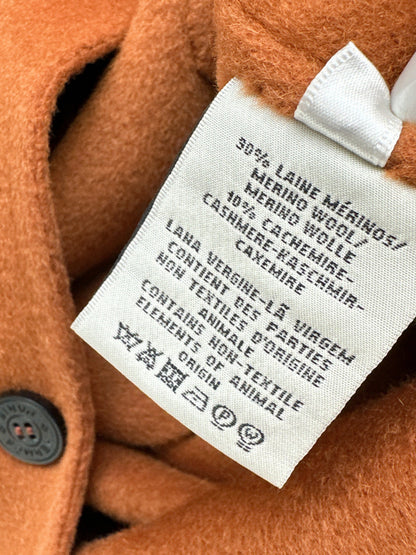 90% LAINE MÉRINOS/
MERINO WOOL/
MERINO WOLLE
10% CACHEMIRE-
CASHMERE-KASCHMIR-
CAXEMIRE
LANA VERGINE-LÃ VIRGEM
CONTIENT DES PARTIES
NON TEXTILES D'ORIGINE
ANIMALE
CONTAINS NON-TEXTILE
ELEMENTS OF ANIMAL
ORIGIN
P
W